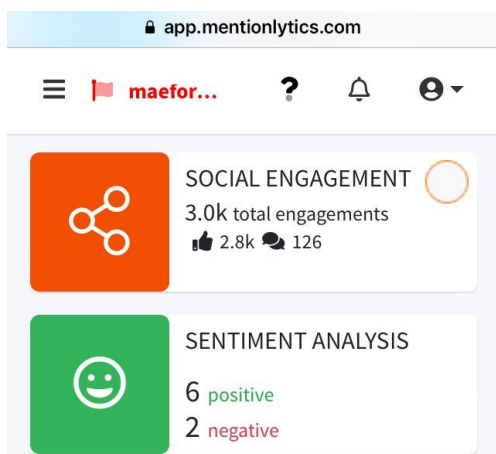 app.mentionlytics.com
maefor... ?
SOCIAL ENGAGEMENT
3.0k total engagements
2.8k 126
SENTIMENT ANALYSIS
6 positive
2 negative